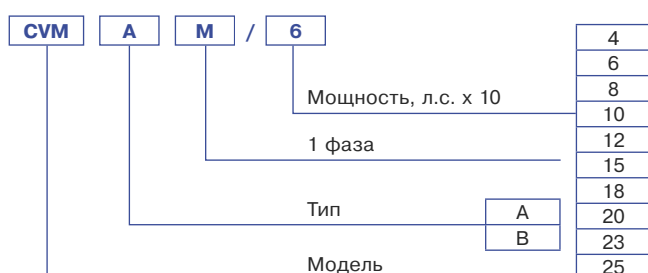 CVM A M / 6
4
6
8
Мощность, л.с. x 10
10
1 фаза
12
15
18
Тип
A
20
B
23
Модель
25